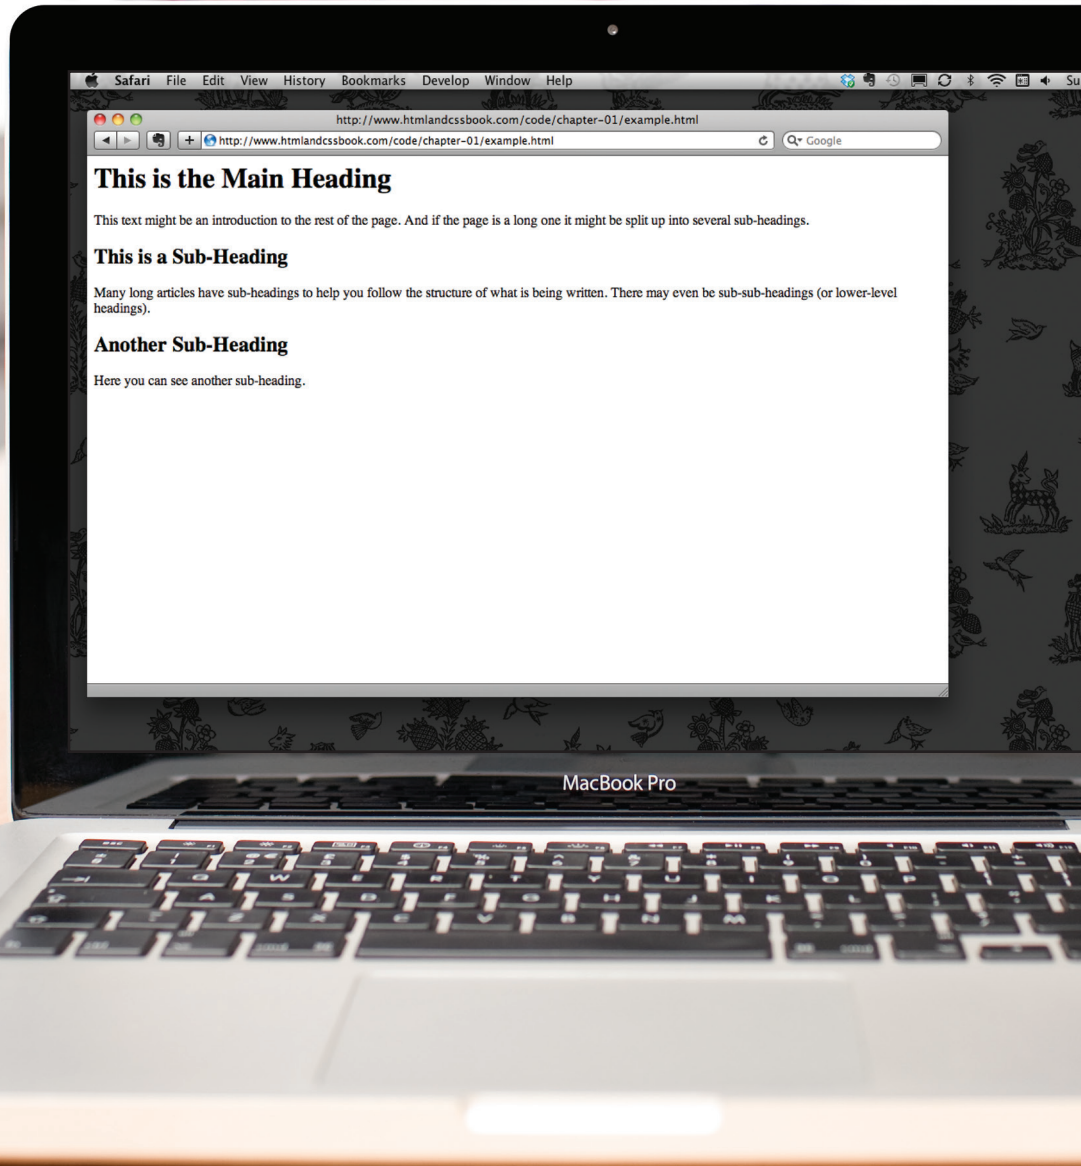 Safari File Edit View History Bookmarks Develop Window Help Su
http://www.htmlandcssbook.com/code/chapter-01/example.html
http://www.htmlandcssbook.com/code/chapter-01/example.html Google
This is the Main Heading
This text might be an introduction to the rest of the page. And if the page is a long one it might be split up into several sub-headings.
This is a Sub-Heading
Many long articles have sub-headings to help you follow the structure of what is being written. There may even be sub-sub-headings (or lower-level
headings).
Another Sub-Heading
Here you can see another sub-heading.
MacBook Pro
Q W E R T Y U I O P
A S D F G H J K L
Z X C V B N M